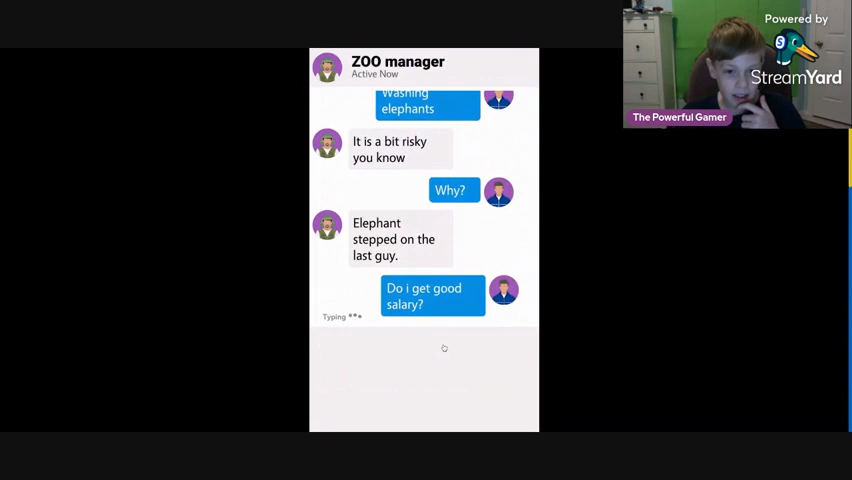 Powered by
StreamYard
The Powerful Gamer
ZOO manager
Active Now
Washing
elephants
It is a bit risky
you know
Why?
Elephant
stepped on the
last guy.
Do i get good
salary?
Typing